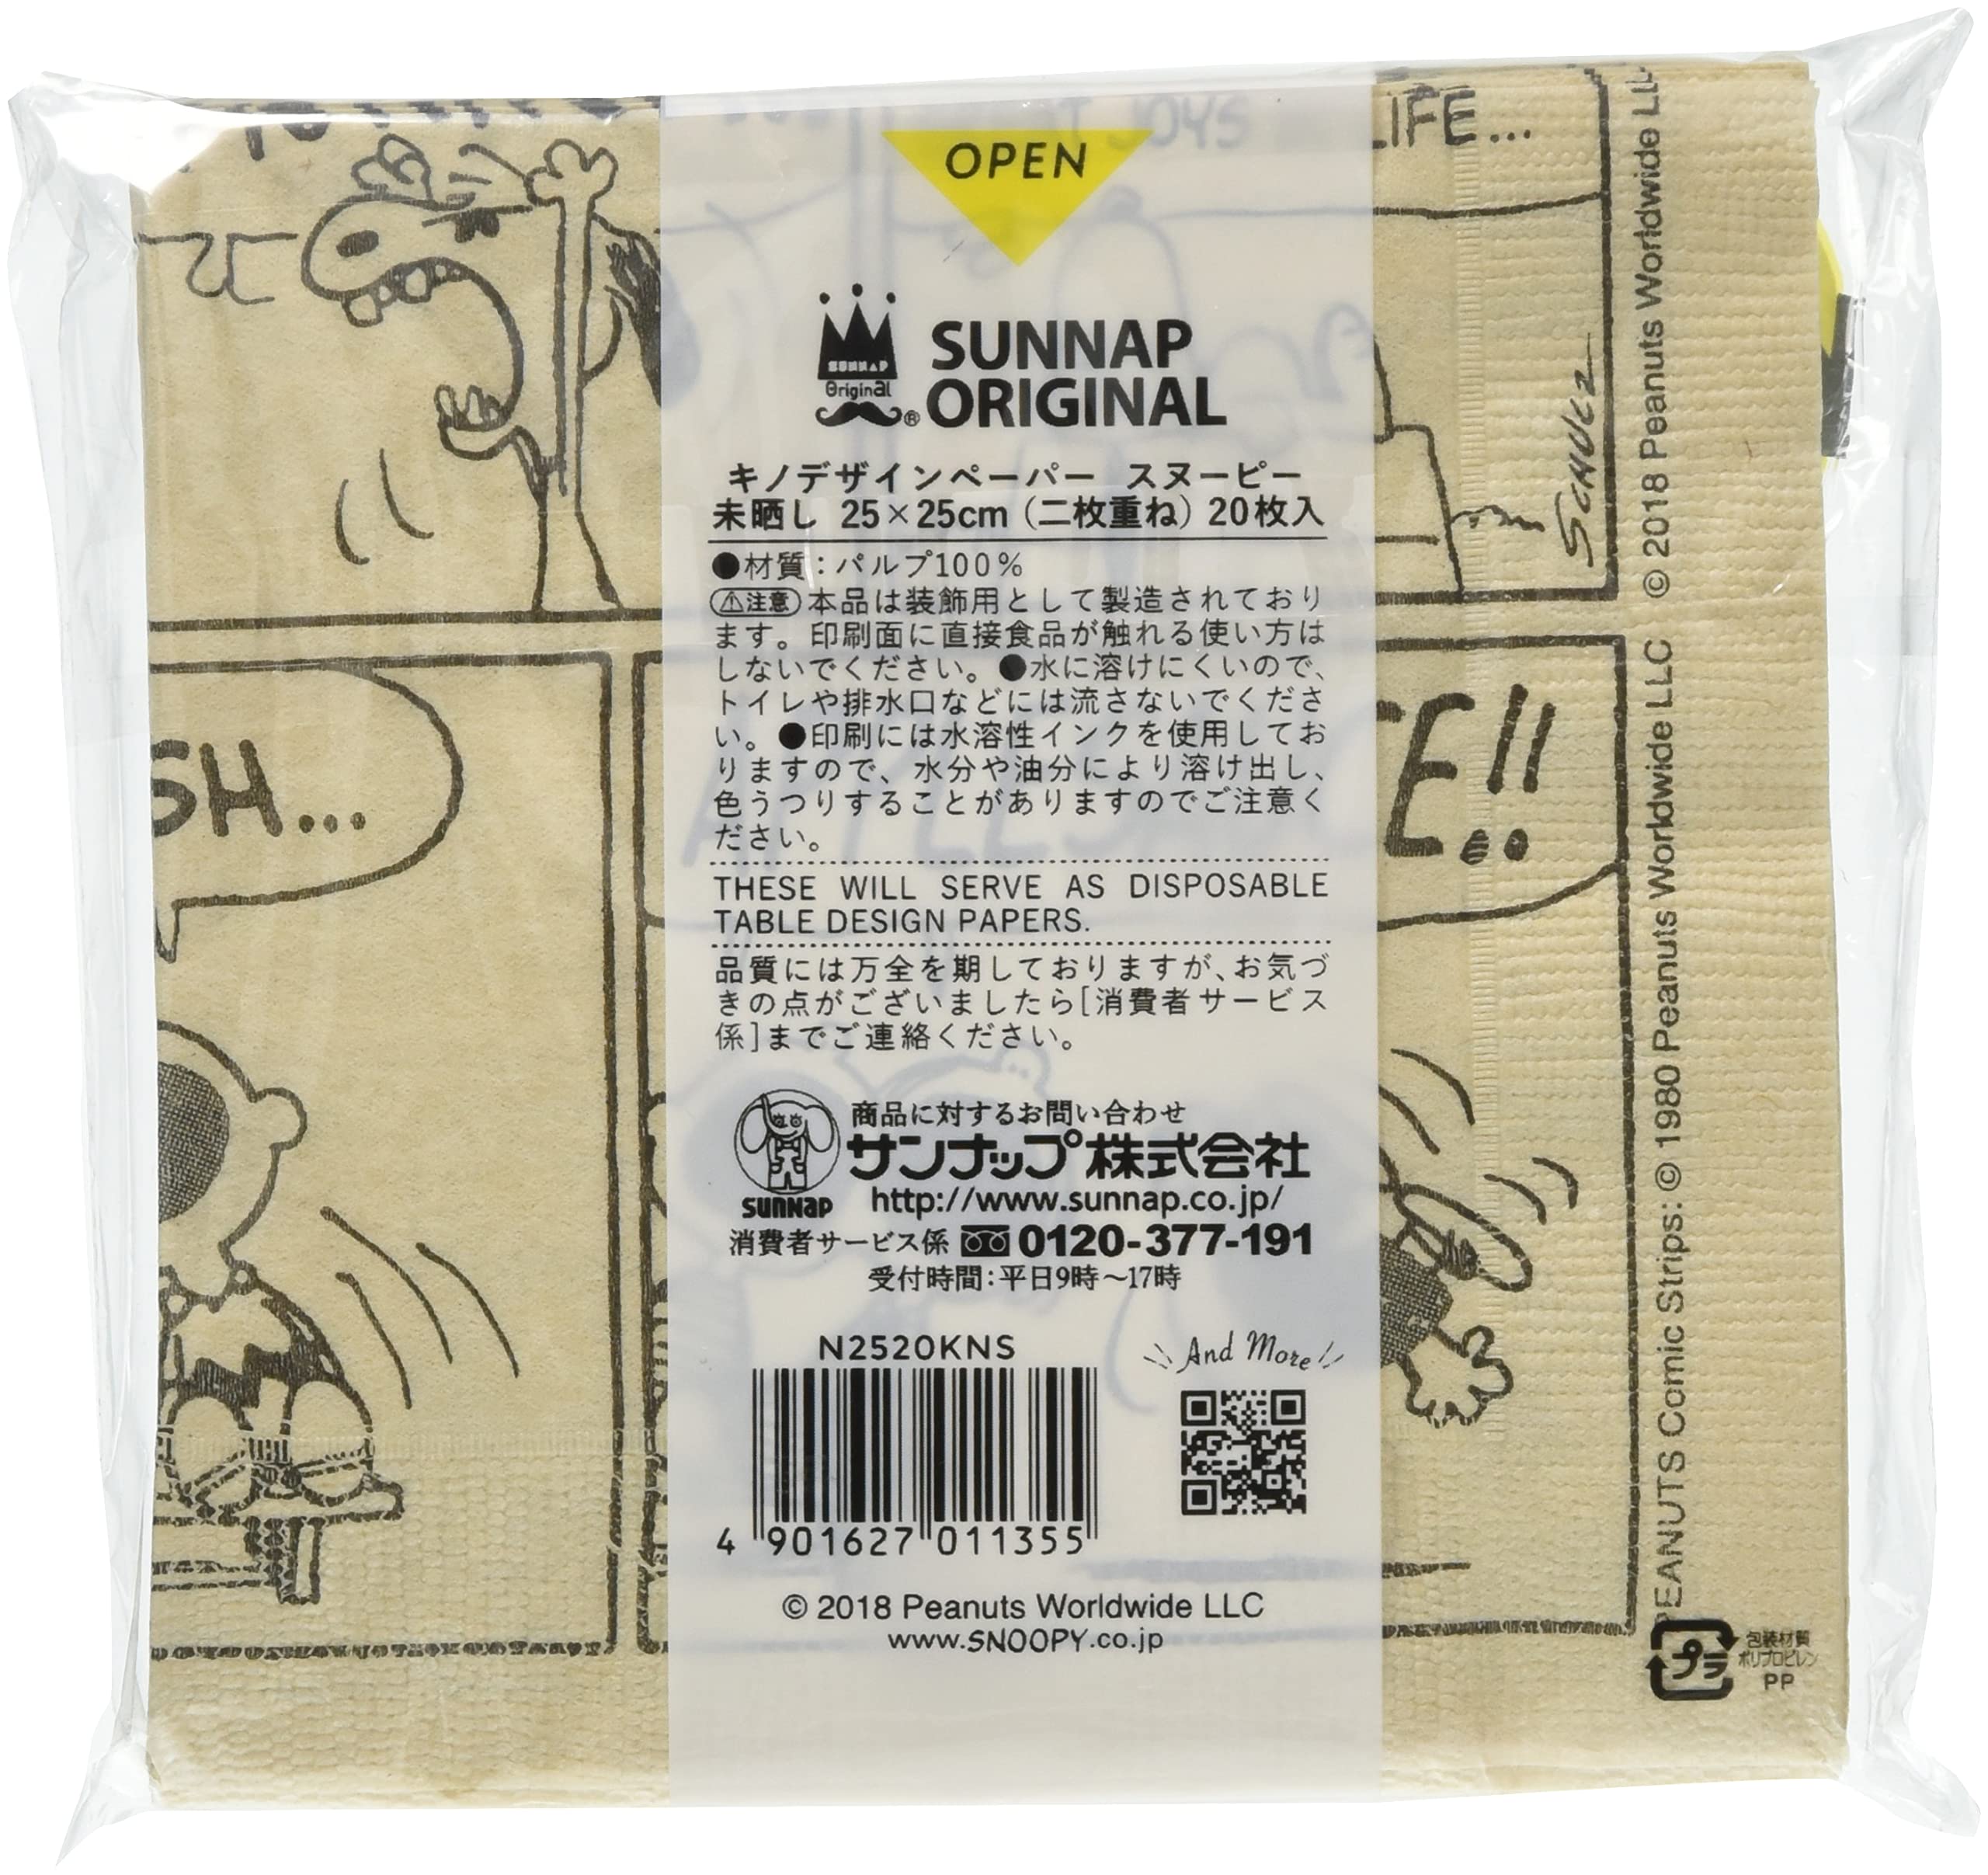 OPEN
SUNNAP
Original
®
SUNNAP
ORIGINAL
キノデザインペーパー スヌーピー
未晒し 25×25cm（二枚重ね）20枚入
●材質：パルプ100％
⚠注意 本品は装飾用として製造されており
ます。印刷面に直接食品が触れる使い方は
しないでください。●水に溶けにくいので、
トイレや排水口などには流さないでくださ
い。●印刷には水溶性インクを使用してお
りますので、水分や油分により溶け出し、
色うつりすることがありますのでご注意く
ださい。
THESE WILL SERVE AS DISPOSABLE
TABLE DESIGN PAPERS.
品質には万全を期しておりますが、お気づ
きの点がございましたら[消費者サービス
係]までご連絡ください。
商品に対するお問い合わせ
サンナップ株式会社
SUNNAP
http://www.sunnap.co.jp/
消費者サービス係 0120-377-191
受付時間：平日9時～17時
N2520KNS
And More
4 901627 011355
© 2018 Peanuts Worldwide LLC
www.SNOOPY.co.jp
JOYS
LIFE...
SCHULZ
SH...
E!!
PEANUTS Comic Strips: © 1980 Peanuts Worldwide LLC © 2018 Peanuts Worldwide LL
プラ
包装材質
ポリプロピレン
PP